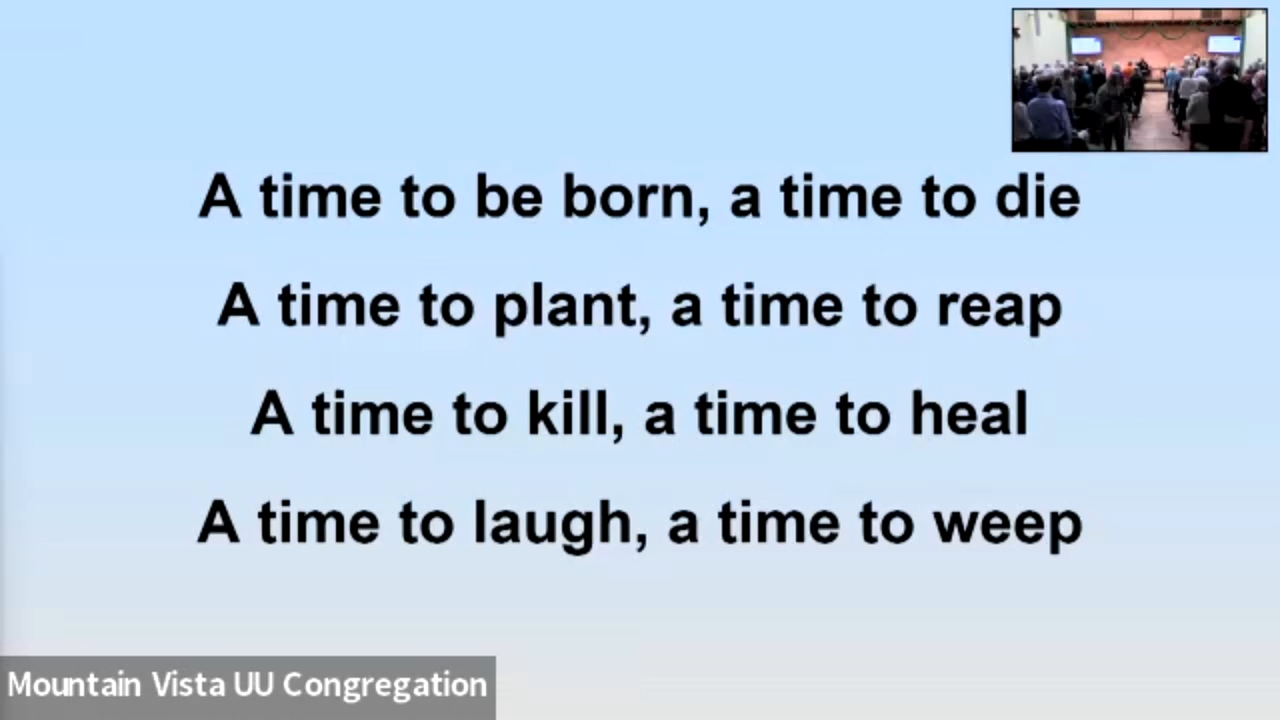 A time to be born, a time to die
A time to plant, a time to reap
A time to kill, a time to heal
A time to laugh, a time to weep
Mountain Vista UU Congregation